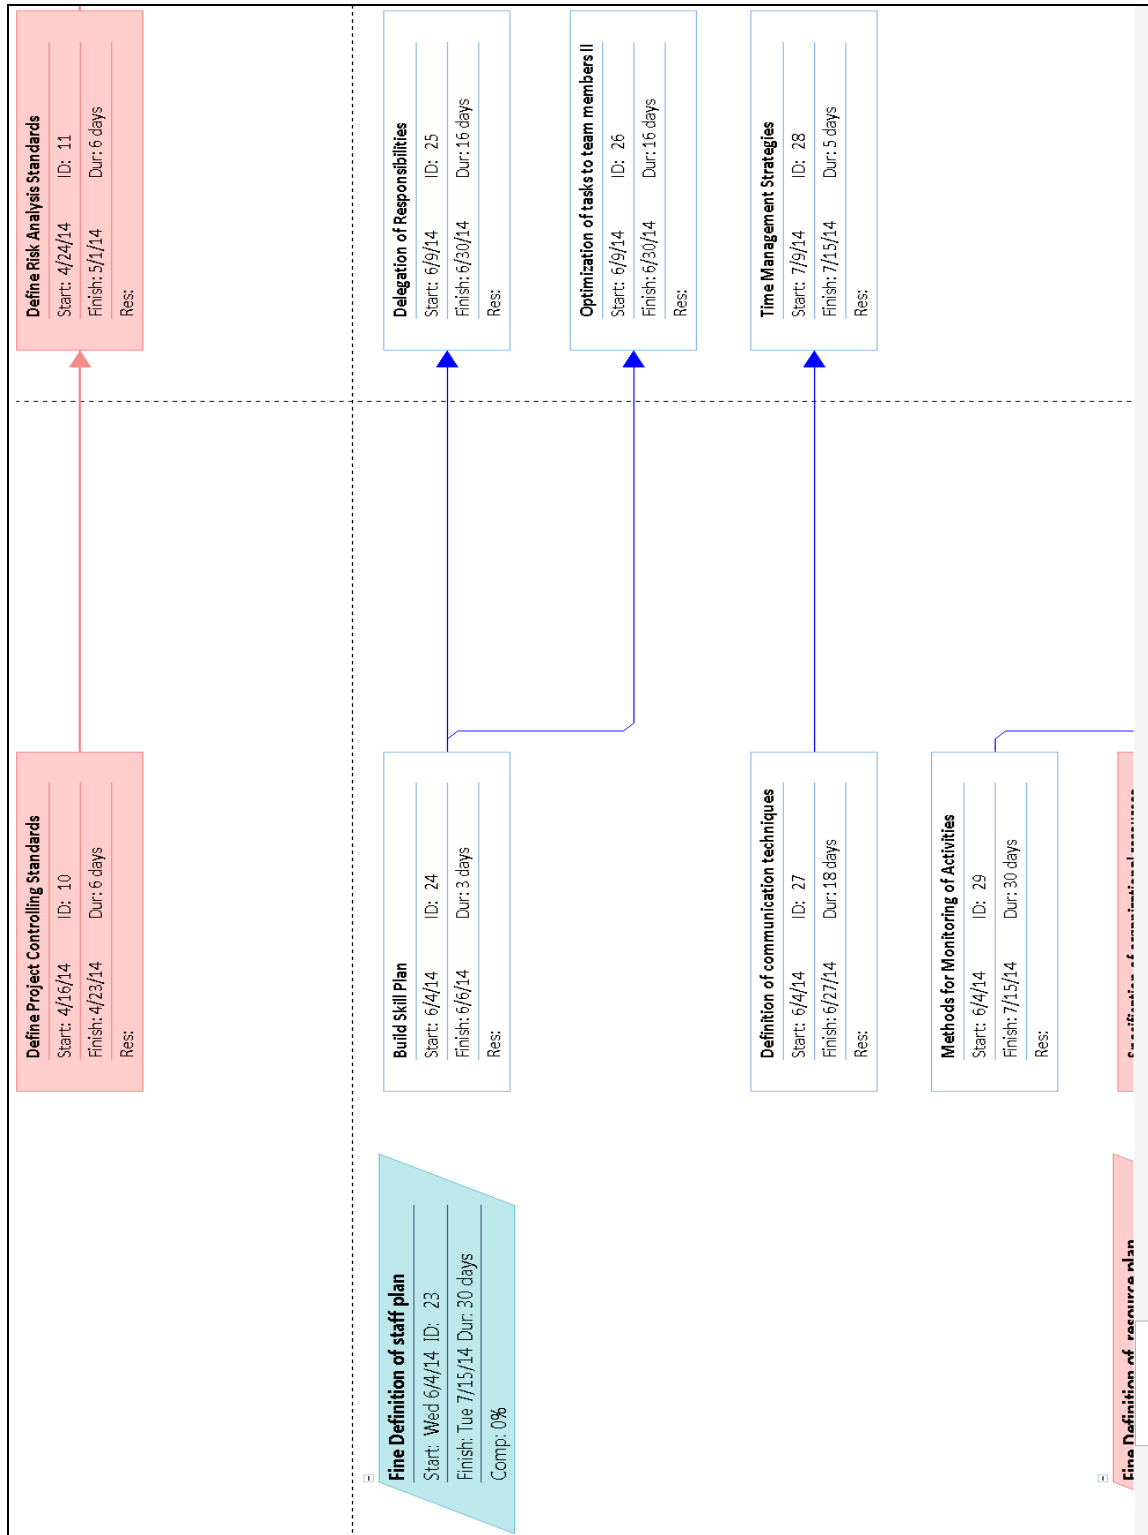 Define Project Controlling Standards
Start: 4/16/14 ID: 10
Finish: 4/23/14 Dur: 6 days
Res:
Define Risk Analysis Standards
Start: 4/24/14 ID: 11
Finish: 5/1/14 Dur: 6 days
Res:
Fine Definition of staff plan
Start: Wed 6/4/14 ID: 23
Finish: Tue 7/15/14 Dur: 30 days
Comp: 0%
Build Skill Plan
Start: 6/4/14 ID: 24
Finish: 6/6/14 Dur: 3 days
Res:
Delegation of Responsibilities
Start: 6/9/14 ID: 25
Finish: 6/30/14 Dur: 16 days
Res:
Optimization of tasks to team members II
Start: 6/9/14 ID: 26
Finish: 6/30/14 Dur: 16 days
Res:
Definition of communication techniques
Start: 6/4/14 ID: 27
Finish: 6/27/14 Dur: 18 days
Res:
Time Management Strategies
Start: 7/9/14 ID: 28
Finish: 7/15/14 Dur: 5 days
Res:
Methods for Monitoring of Activities
Start: 6/4/14 ID: 29
Finish: 7/15/14 Dur: 30 days
Res:
Fine Definition of resource plan